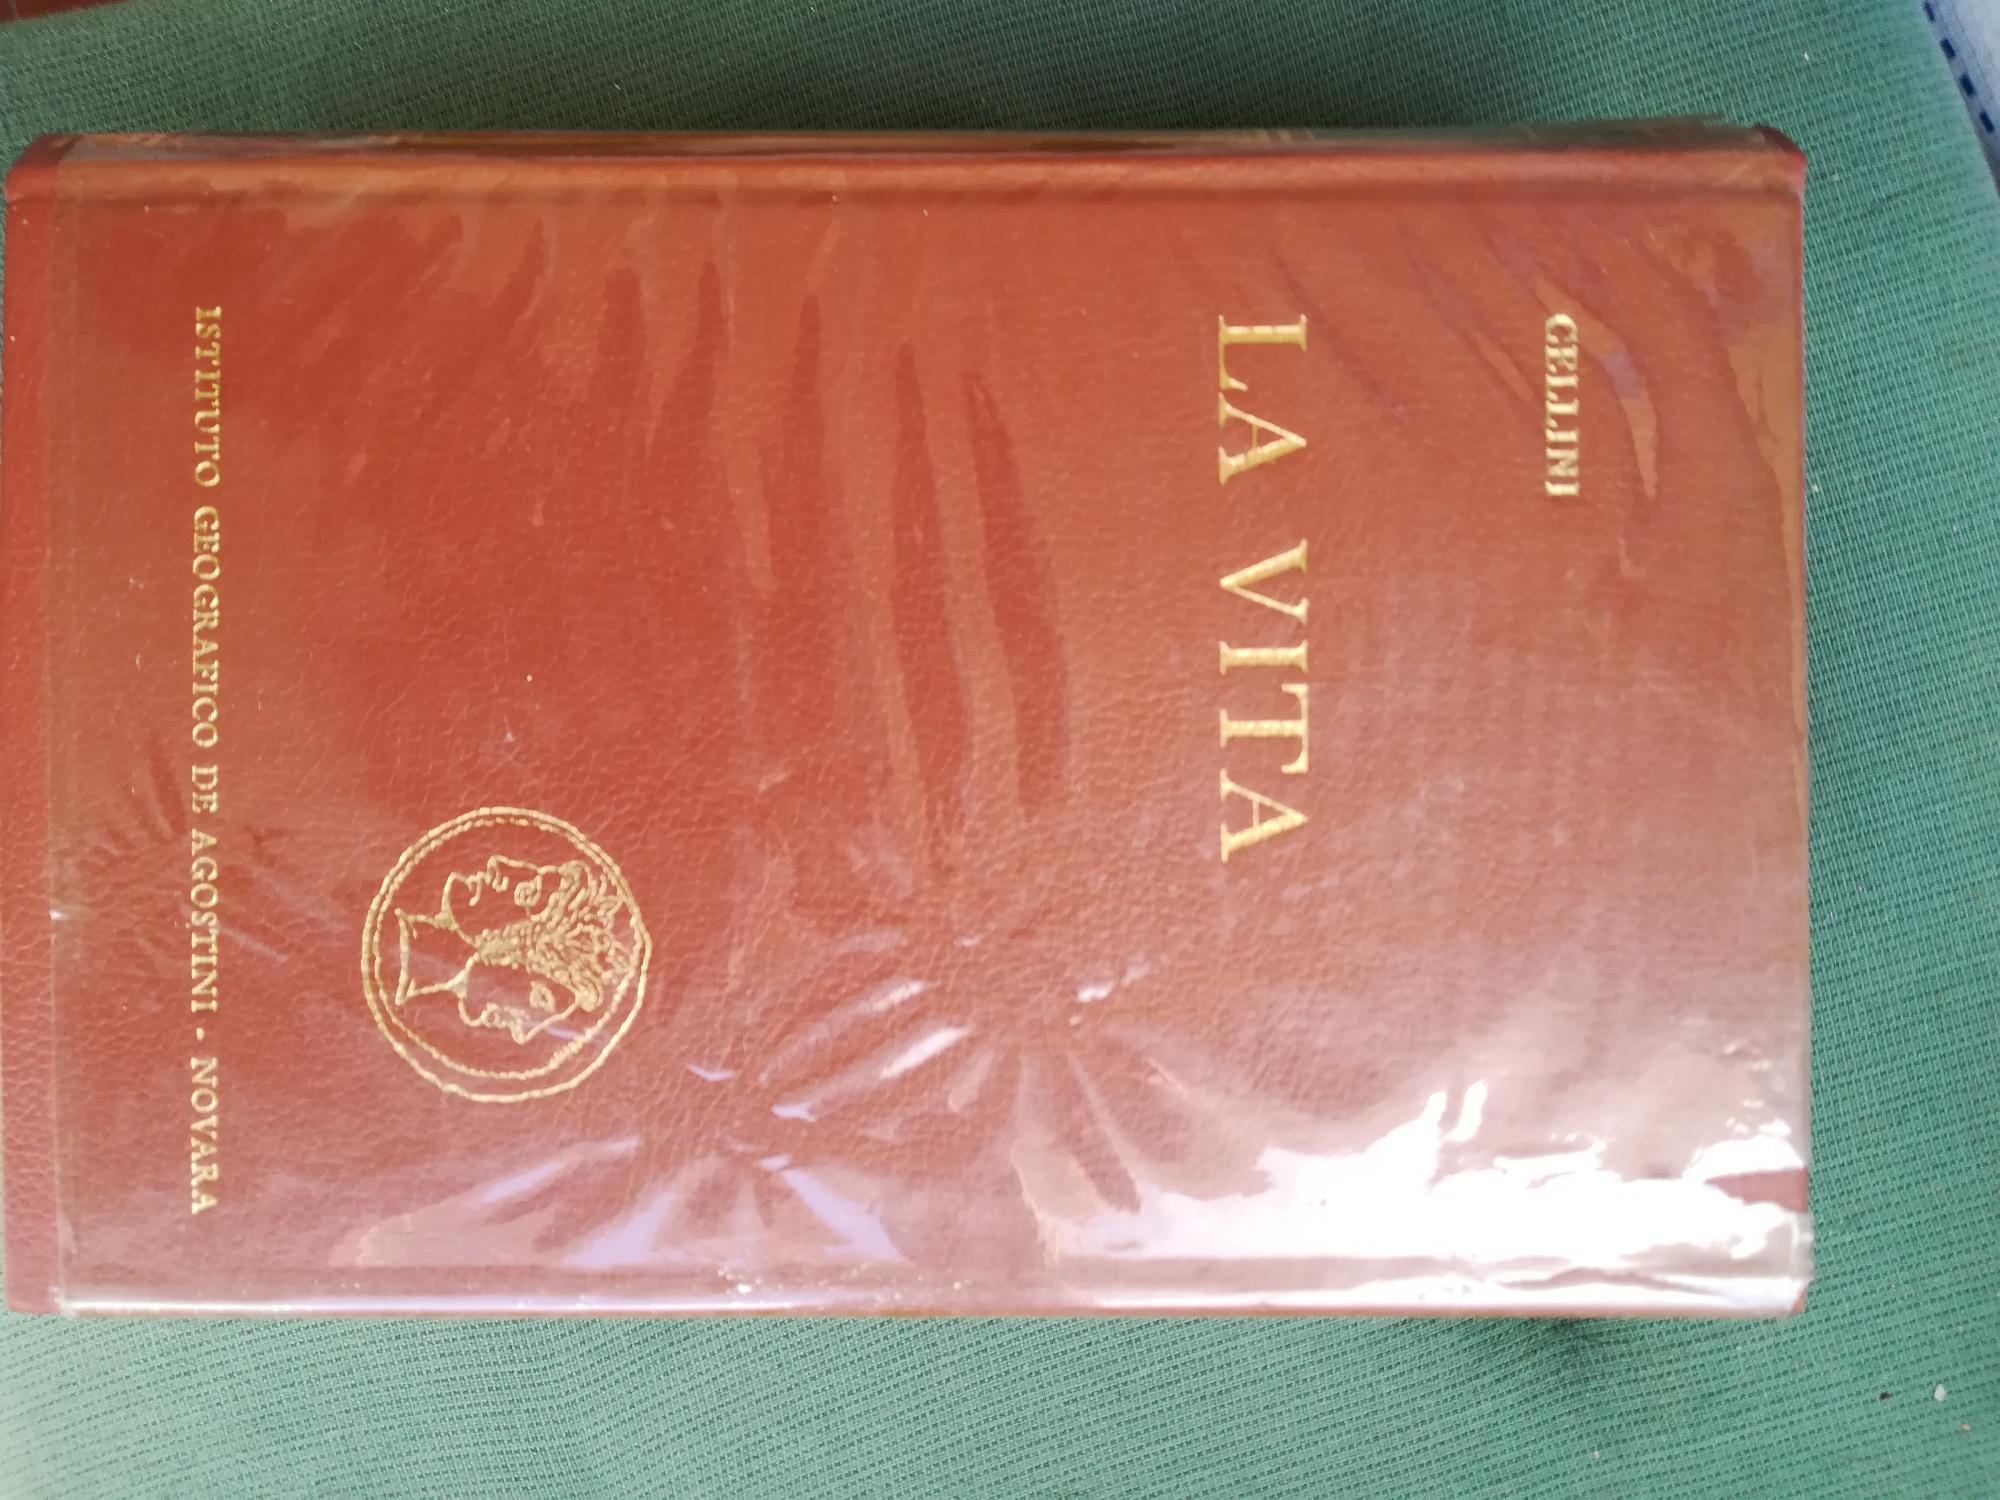 CELLINI
LA VITA
ISTITUTO GEOGRAFICO DE AGOSTINI - NOVARA